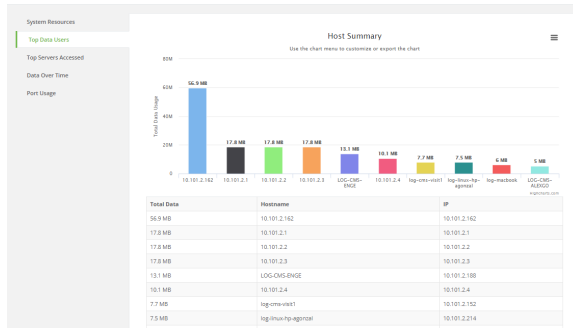 System Resources
Top Data Users
Top Servers Accessed
Data Over Time
Port Usage
Host Summary
Use the chart menu to customize or export the chart
Total Data Usage
80M
60M
40M
20M
0
56.9 MB
17.8 MB
17.8 MB
17.8 MB
13.1 MB
10.1 MB
7.7 MB
7.5 MB
6 MB
5 MB
10.101.2.162
10.101.2.1
10.101.2.2
10.101.2.3
LOG-CMS-
ENGE
10.101.2.4
log-cms-visit1
log-linux-hp-
agonzal
log-macbook
LOG-CMS-
ALEXGO
Highcharts.com
Total Data Hostname IP
56.9 MB 10.101.2.162 10.101.2.162
17.8 MB 10.101.2.1 10.101.2.1
17.8 MB 10.101.2.2 10.101.2.2
17.8 MB 10.101.2.3 10.101.2.3
13.1 MB LOG-CMS-ENGE 10.101.2.188
10.1 MB 10.101.2.4 10.101.2.4
7.7 MB log-cms-visit1 10.101.2.152
7.5 MB log-linux-hp-agonzal 10.101.2.214